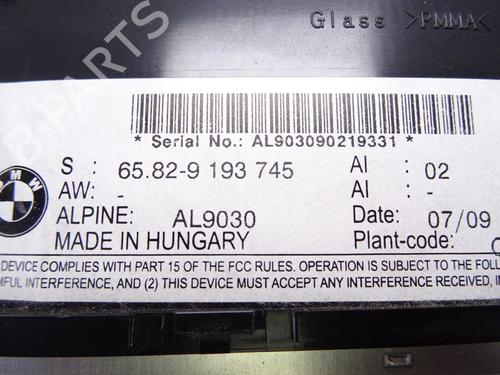 Glass >PMMA<
B-PARTS
* Serial No.: AL903090219331 *
S : 65.82-9 193 745 AI : 02
AW: - AI : -
ALPINE: AL9030 Date: 07/09
MADE IN HUNGARY Plant-code:
DEVICE COMPLIES WITH PART 15 OF THE FCC RULES. OPERATION IS SUBJECT TO THE
INTERFERENCE, AND (2) THIS DEVICE MUST ACCEPT ANY INTERFERENCE RECEIVED,